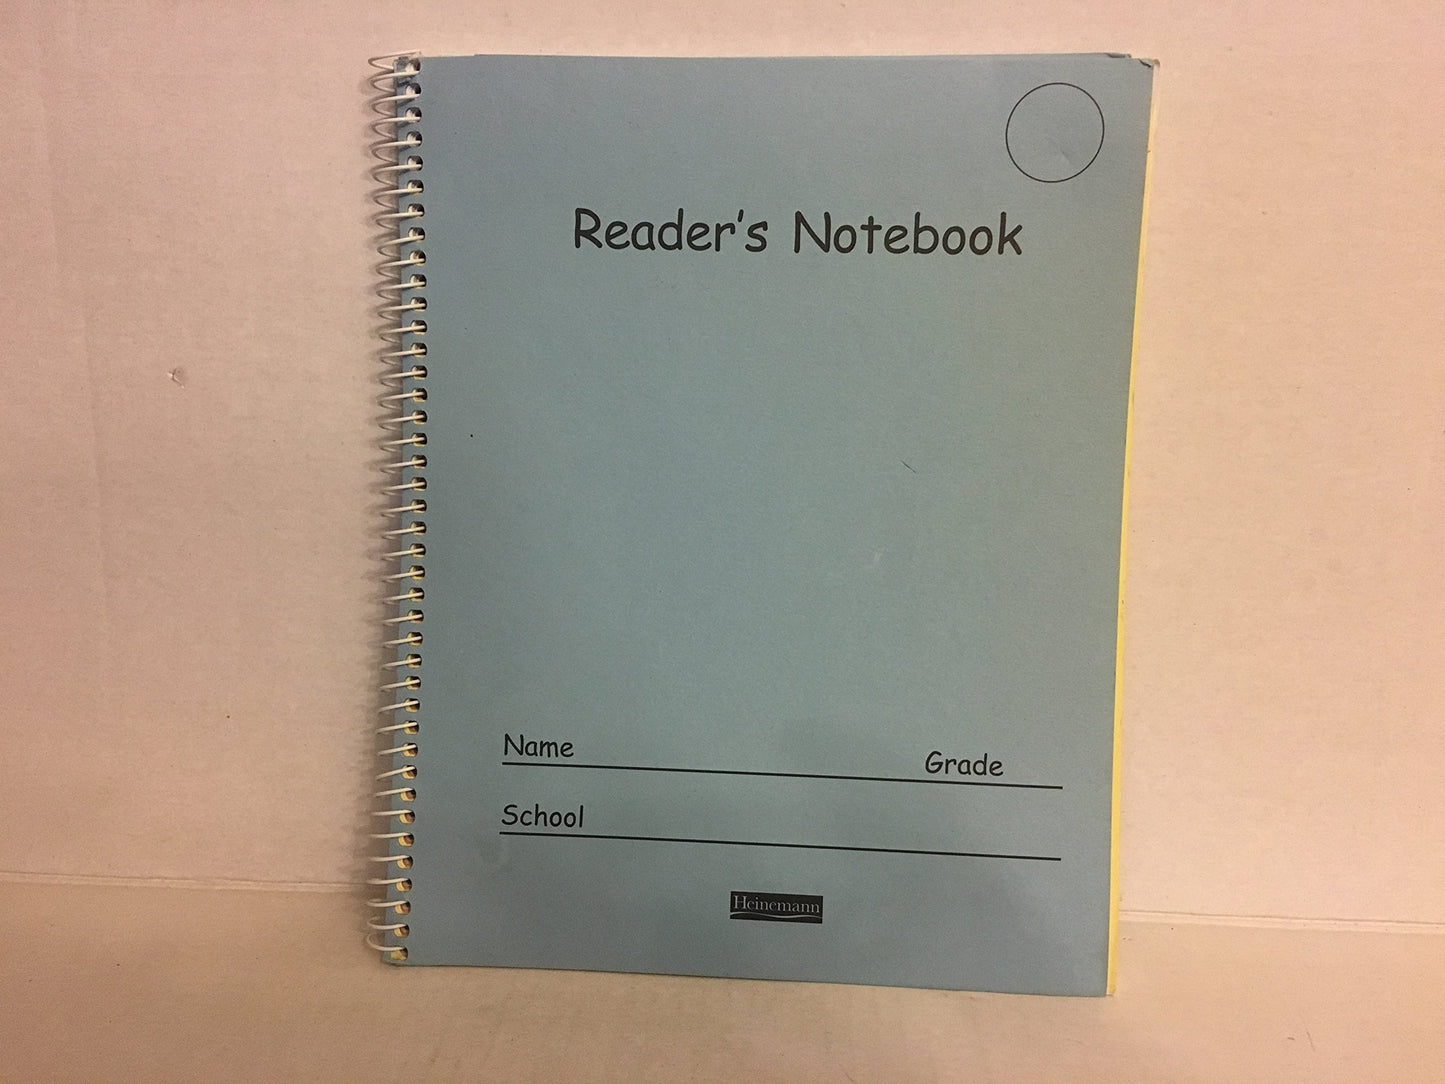 Reader's Notebook
Name Grade
School
Heinemann